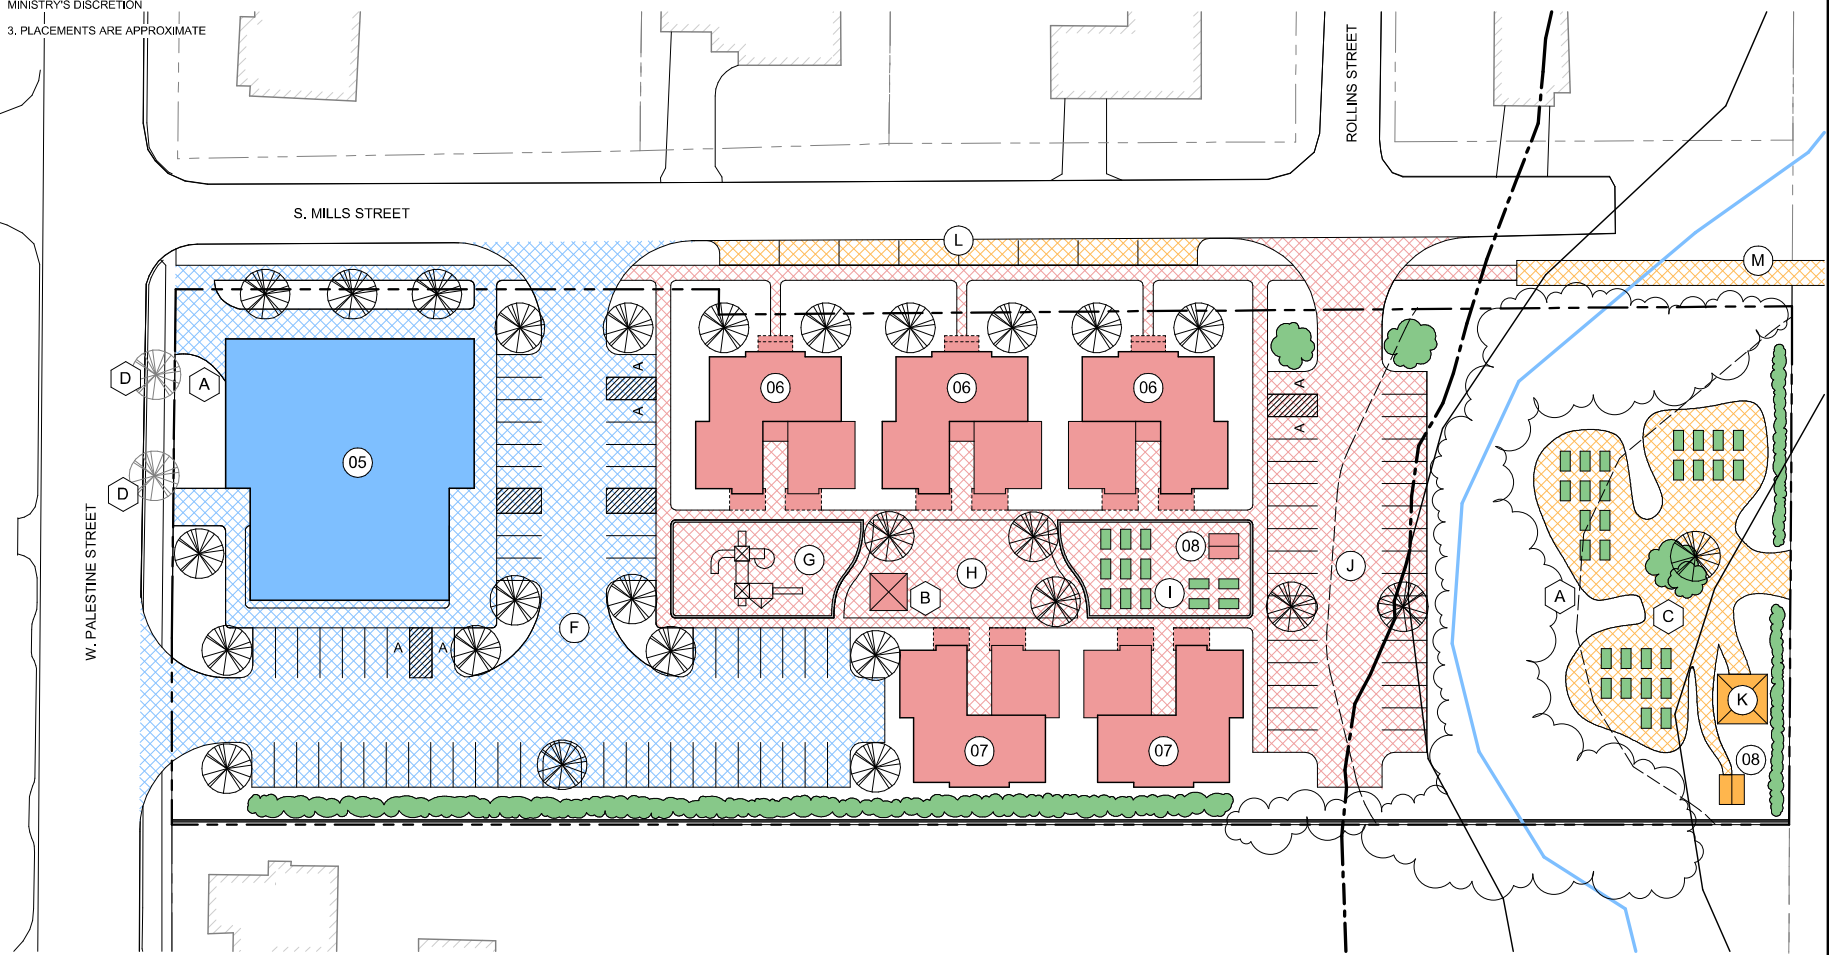 MINISTRY'S DISCRETION
3. PLACEMENTS ARE APPROXIMATE
ROLLINS STREET
S. MILLS STREET
L
M
D
A
A
A
06
06
06
A
A
05
D
W. PALESTINE STREET
G
H
08
I
B
J
A
C
F
A
A
K
07
07
08